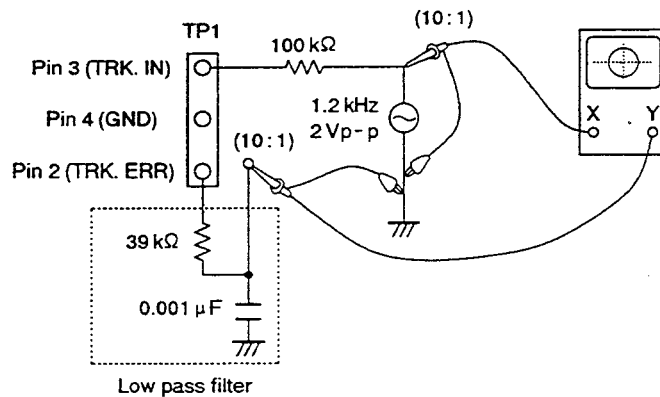 TP1
(10 : 1)
100 kΩ
Pin 3 (TRK. IN)
1.2 kHz
2 Vp-p
X
Y
Pin 4 (GND)
(10 : 1)
Pin 2 (TRK. ERR)
39 kΩ
0.001 µF
Low pass filter